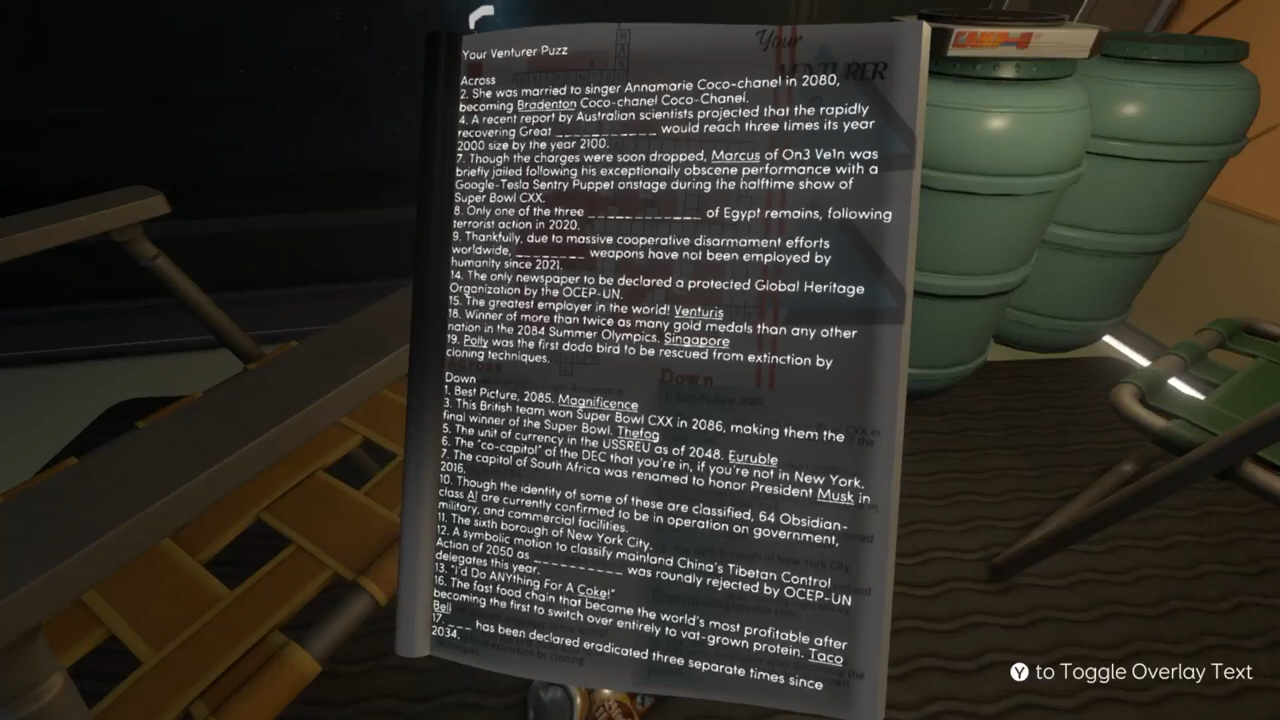 Your
VENTURER
Your Venturer Puzz
Across
2. She was married to singer Annamarie Coco-chanel in 2080,
becoming Bradenton Coco-chanel Coco-Chanel.
4. A recent report by Australian scientists projected that the rapidly
recovering Great ____________ would reach three times its year
2000 size by the year 2100.
7. Though the charges were soon dropped, Marcus of On3 Ve1n was
briefly jailed following his exceptionally obscene performance with a
Google-Tesla Sentry Puppet onstage during the halftime show of
Super Bowl CXX.
8. Only one of the three ______________ of Egypt remains, following
terrorist action in 2020.
9. Thankfully, due to massive cooperative disarmament efforts
worldwide, _________ weapons have not been employed by
humanity since 2021.
14. The only newspaper to be declared a protected Global Heritage
Organization by the OCEP-UN.
15. The greatest employer in the world! Venturis
18. Winner of more than twice as many gold medals than any other
nation in the 2084 Summer Olympics. Singapore
19. Polly was the first dodo bird to be rescued from extinction by
cloning techniques.
Down
1. Best Picture, 2085. Magnificence
3. This British team won Super Bowl CXX in 2086, making them the
final winner of the Super Bowl. Thefog
5. The unit of currency in the USSREU as of 2048. Euruble
6. The "co-capitol" of the DEC that you're in, if you're not in New York.
7. The capitol of South Africa was renamed to honor President Musk in
2016.
10. Though the identity of some of these are classified, 64 Obsidian-
class AI are currently confirmed to be in operation on government,
military, and commercial facilities.
11. The sixth borough of New York City.
12. A symbolic motion to classify mainland China's Tibetan Control
Action of 2050 as ___________ was roundly rejected by OCEP-UN
delegates this year.
13. "I'd Do ANYthing For A Coke!"
16. The fast food chain that became the world's most profitable after
becoming the first to switch over entirely to vat-grown protein. Taco
Bell
17. ___ has been declared eradicated three separate times since
2034.
Down
Y to Toggle Overlay Text